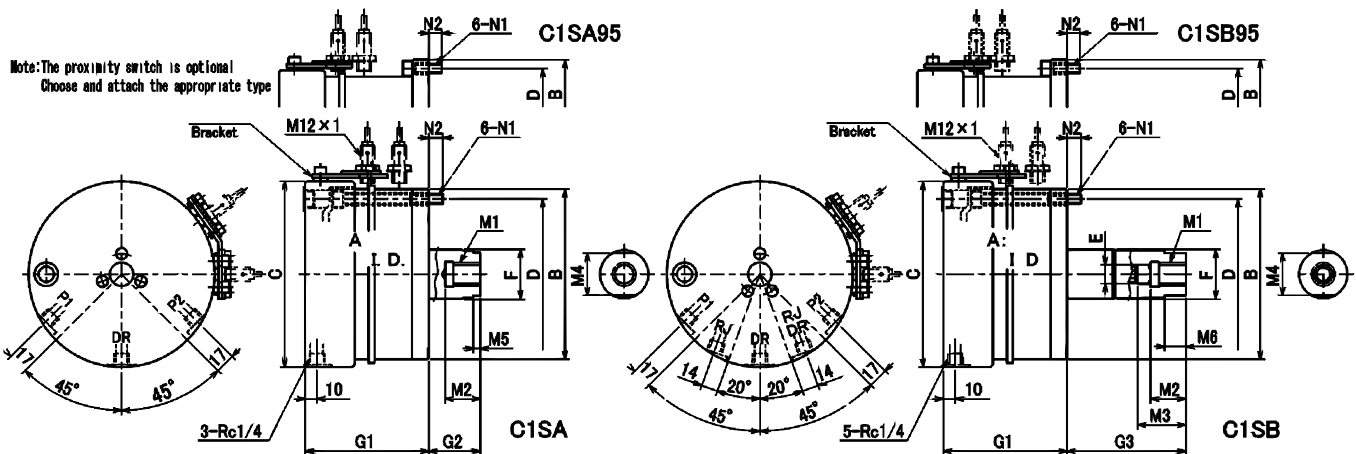 N2
6-N1
C1SA95
Note:The proximity switch is optional
Choose and attach the appropriate type
D
B
Bracket
M12×1
N2
6-N1
A
I.D.
C
M1
F
D
B
M4
P1
P2
DR
17
17
45°
45°
10
3-Rc1/4
M5
M2
G1
G2
C1SA
N2
6-N1
C1SB95
D
B
Bracket
M12×1
N2
6-N1
A:
I D
C
E
M1
F
D
B
M4
P1
P2
RJ
RJ
DR
DR
17
17
14
14
20°
20°
45°
45°
10
5-Rc1/4
M6
M2
M3
G1
G3
C1SB